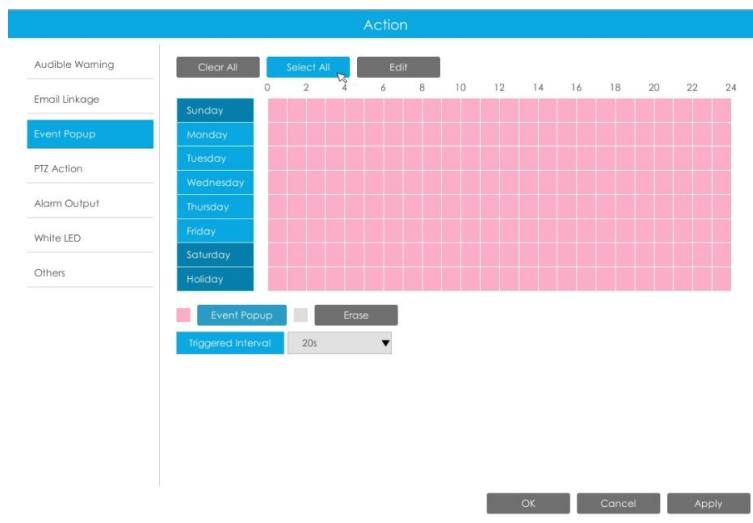 Action
Audible Warning
Email Linkage
Event Popup
PTZ Action
Alarm Output
White LED
Others
Clear All Select All Edit
0 2 4 6 8 10 12 14 16 18 20 22 24
Sunday
Monday
Tuesday
Wednesday
Thursday
Friday
Saturday
Holiday
Event Popup Erase
Triggered Interval 20s
OK Cancel Apply